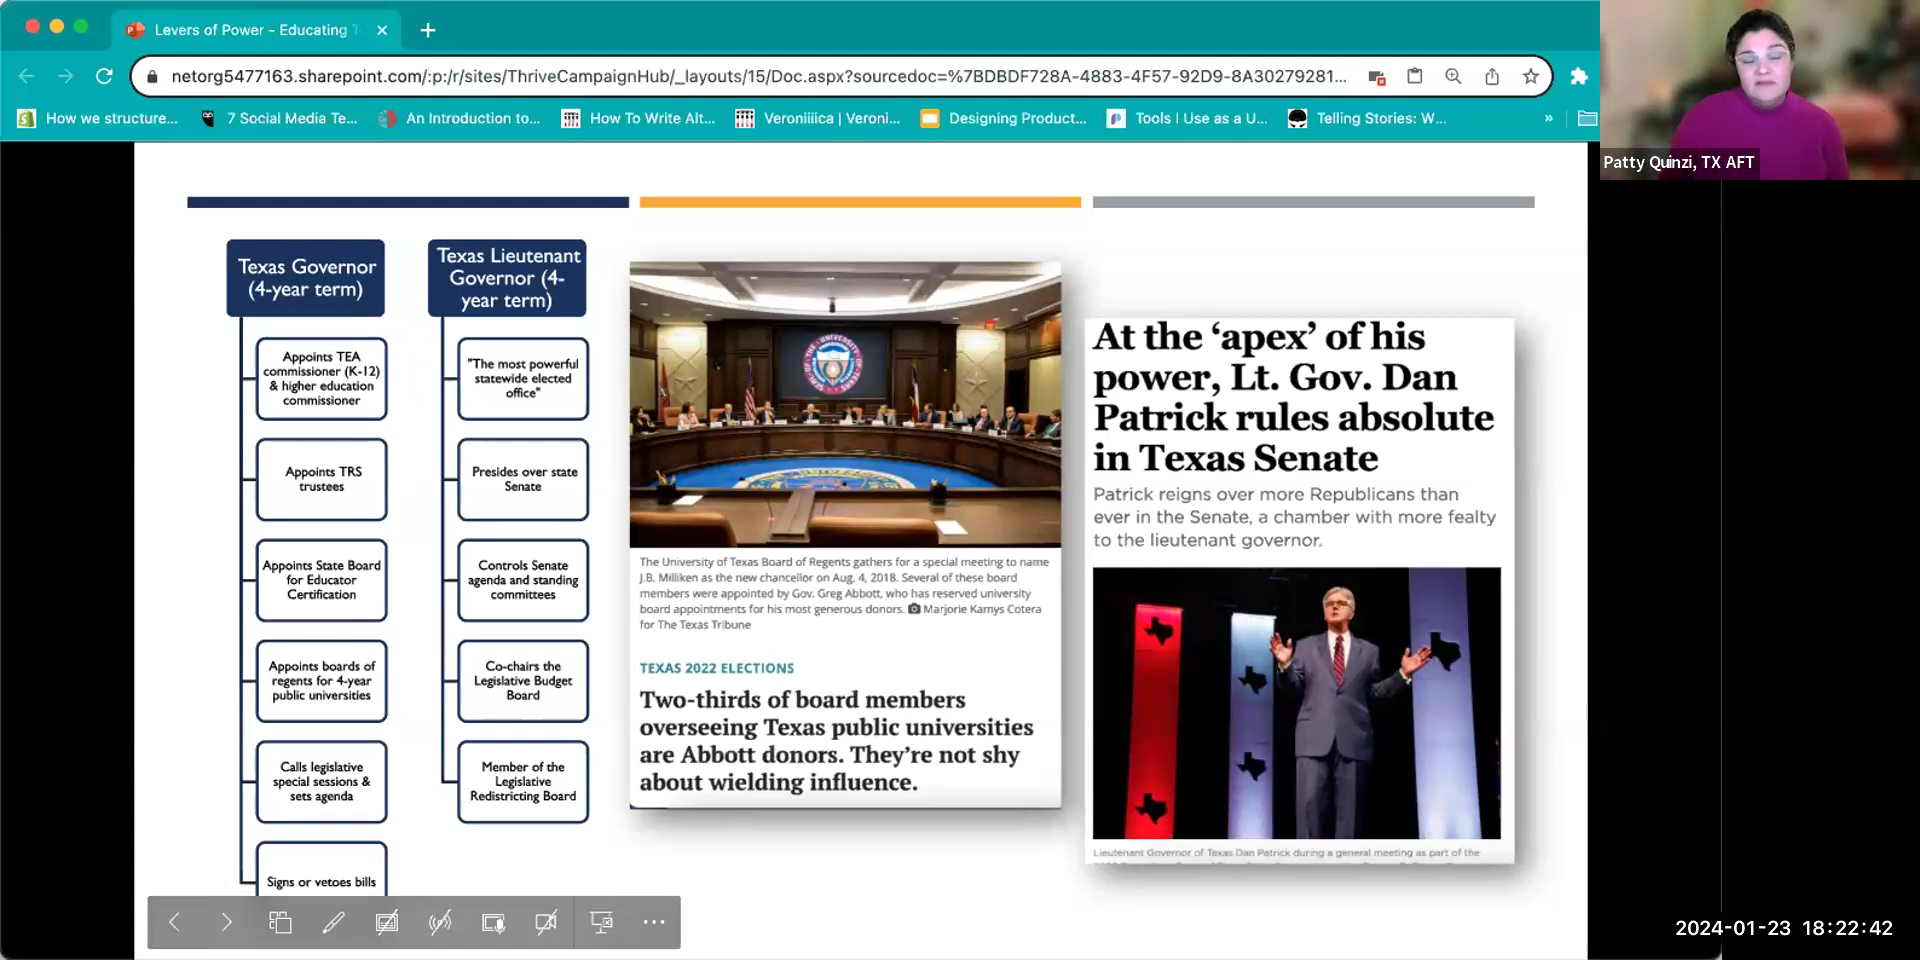 Levers of Power - Educating T
netorg5477163.sharepoint.com/:p:/r/sites/ThriveCampaignHub/_layouts/15/Doc.aspx?sourcedoc=%7BDBDF728A-4883-4F57-92D9-8A30279281...
How we structure...
7 Social Media Te...
An Introduction to...
How To Write Alt...
Veroniiiica | Veroni...
Designing Product...
Tools I Use as a U...
Telling Stories: W...
»
Patty Quinzi, TX AFT
Texas Governor
(4-year term)
Appoints TEA
commissioner (K-12)
& higher education
commissioner
Appoints TRS
trustees
Appoints State Board
for Educator
Certification
Appoints boards of
regents for 4-year
public universities
Calls legislative
special sessions &
sets agenda
Signs or vetoes bills
Texas Lieutenant
Governor (4-
year term)
"The most powerful
statewide elected
office"
Presides over state
Senate
Controls Senate
agenda and standing
committees
Co-chairs the
Legislative Budget
Board
Member of the
Legislative
Redistricting Board
The University of Texas Board of Regents gathers for a special meeting to name
J.B. Milliken as the new chancellor on Aug. 4, 2018. Several of these board
members were appointed by Gov. Greg Abbott, who has reserved university
board appointments for his most generous donors. Marjorie Kamys Cotera
for The Texas Tribune
TEXAS 2022 ELECTIONS
Two-thirds of board members
overseeing Texas public universities
are Abbott donors. They're not shy
about wielding influence.
At the ‘apex’ of his
power, Lt. Gov. Dan
Patrick rules absolute
in Texas Senate
Patrick reigns over more Republicans than
ever in the Senate, a chamber with more fealty
to the lieutenant governor.
Lieutenant Governor of Texas Dan Patrick during a general meeting as part of the
2024-01-23 18:22:42